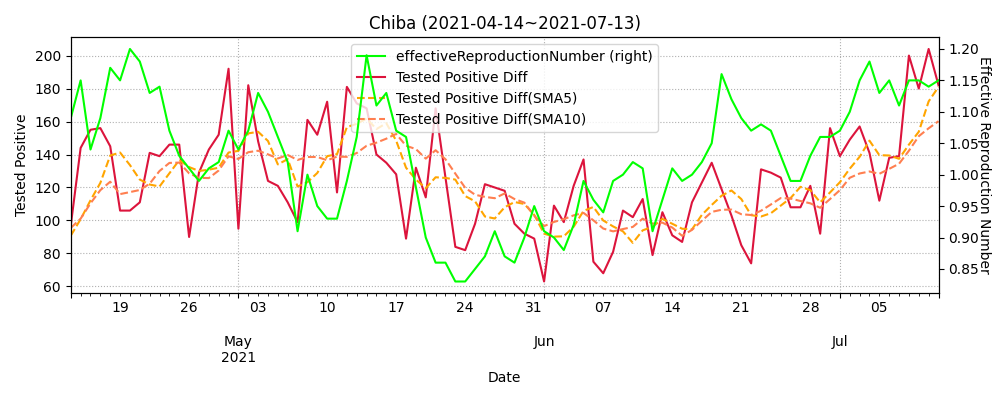 Chiba (2021-04-14~2021-07-13)
effectiveReproductionNumber (right)
Tested Positive Diff
Tested Positive Diff(SMA5)
Tested Positive Diff(SMA10)
Tested Positive
200
180
160
140
120
100
80
60
1.20
1.15
1.10
1.05
1.00
0.95
0.90
0.85
Effective Reproduction Number
19 26 03 10 17 24 31 07 14 21 28 05
May Jun Jul
2021
Date